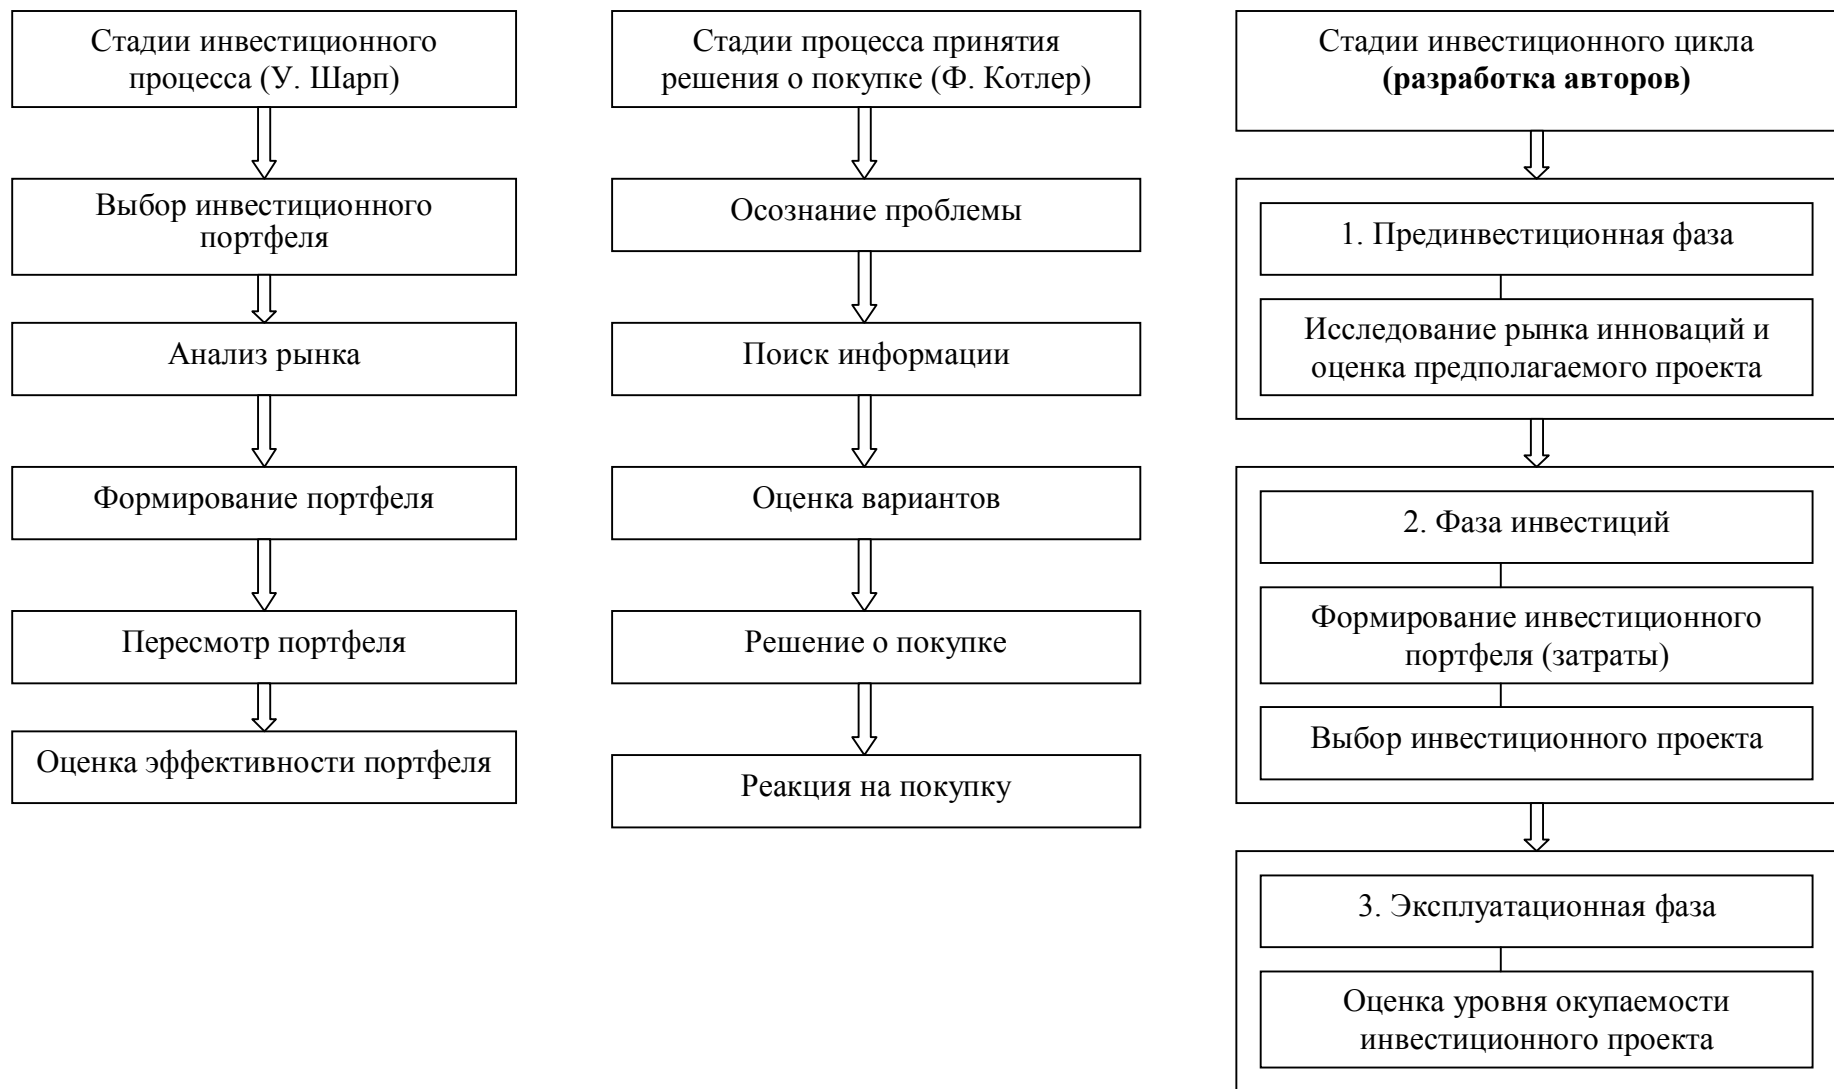 Стадии инвестиционного
процесса (У. Шарп)
Выбор инвестиционного
портфеля
Анализ рынка
Формирование портфеля
Пересмотр портфеля
Оценка эффективности портфеля
Стадии процесса принятия
решения о покупке (Ф. Котлер)
Осознание проблемы
Поиск информации
Оценка вариантов
Решение о покупке
Реакция на покупку
Стадии инвестиционного цикла
(разработка авторов)
1. Прединвестиционная фаза
Исследование рынка инноваций и
оценка предполагаемого проекта
2. Фаза инвестиций
Формирование инвестиционного
портфеля (затраты)
Выбор инвестиционного проекта
3. Эксплуатационная фаза
Оценка уровня окупаемости
инвестиционного проекта